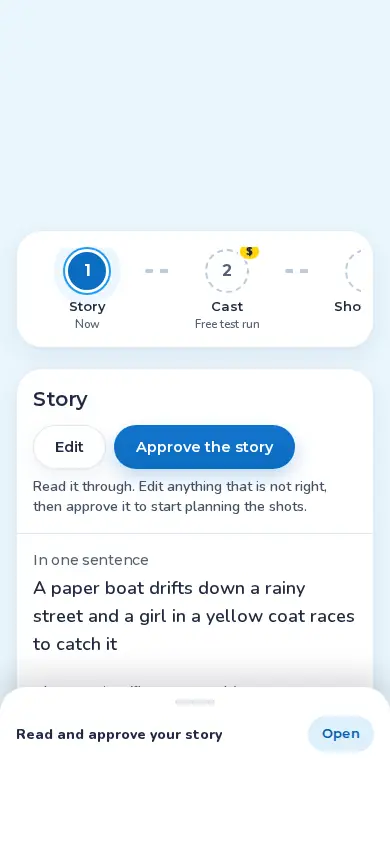 1
$
2
Story
Cast
Sho
Now
Free test run
Story
Edit
Approve the story
Read it through. Edit anything that is not right,
then approve it to start planning the shots.
In one sentence
A paper boat drifts down a rainy
street and a girl in a yellow coat races
to catch it
Read and approve your story
Open